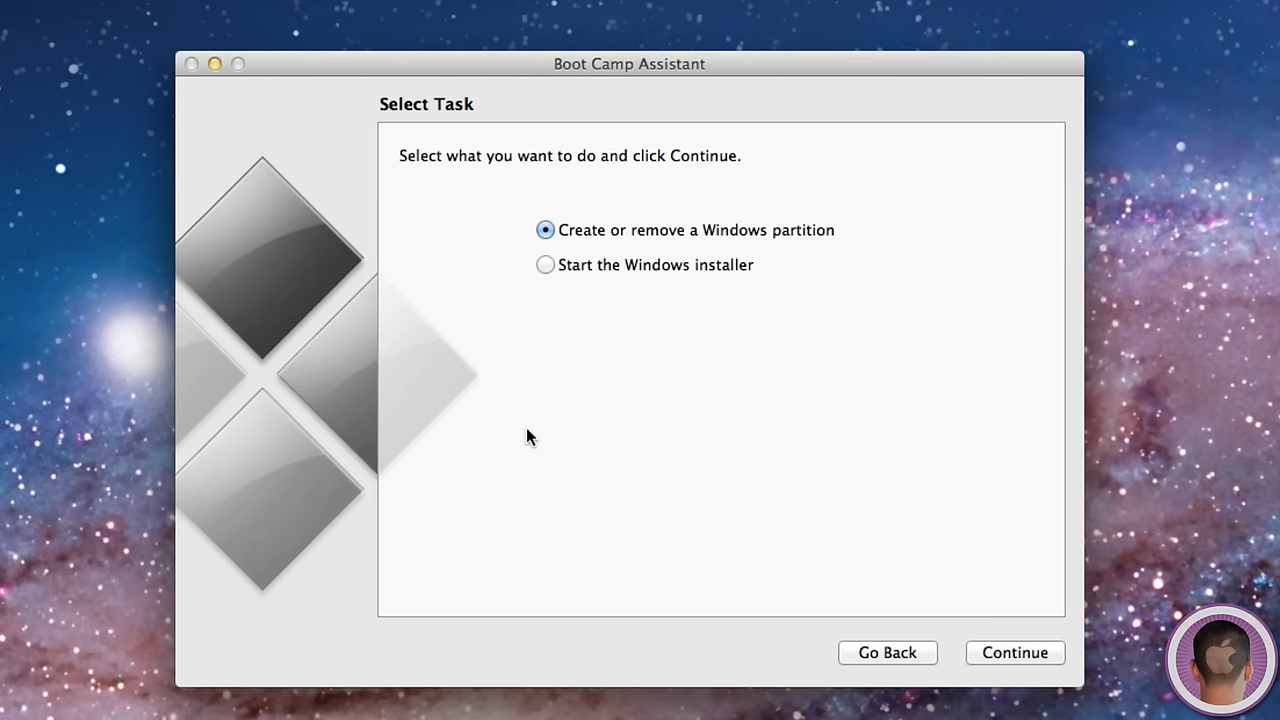 Boot Camp Assistant
Select Task
Select what you want to do and click Continue.
Create or remove a Windows partition
Start the Windows installer
Go Back
Continue